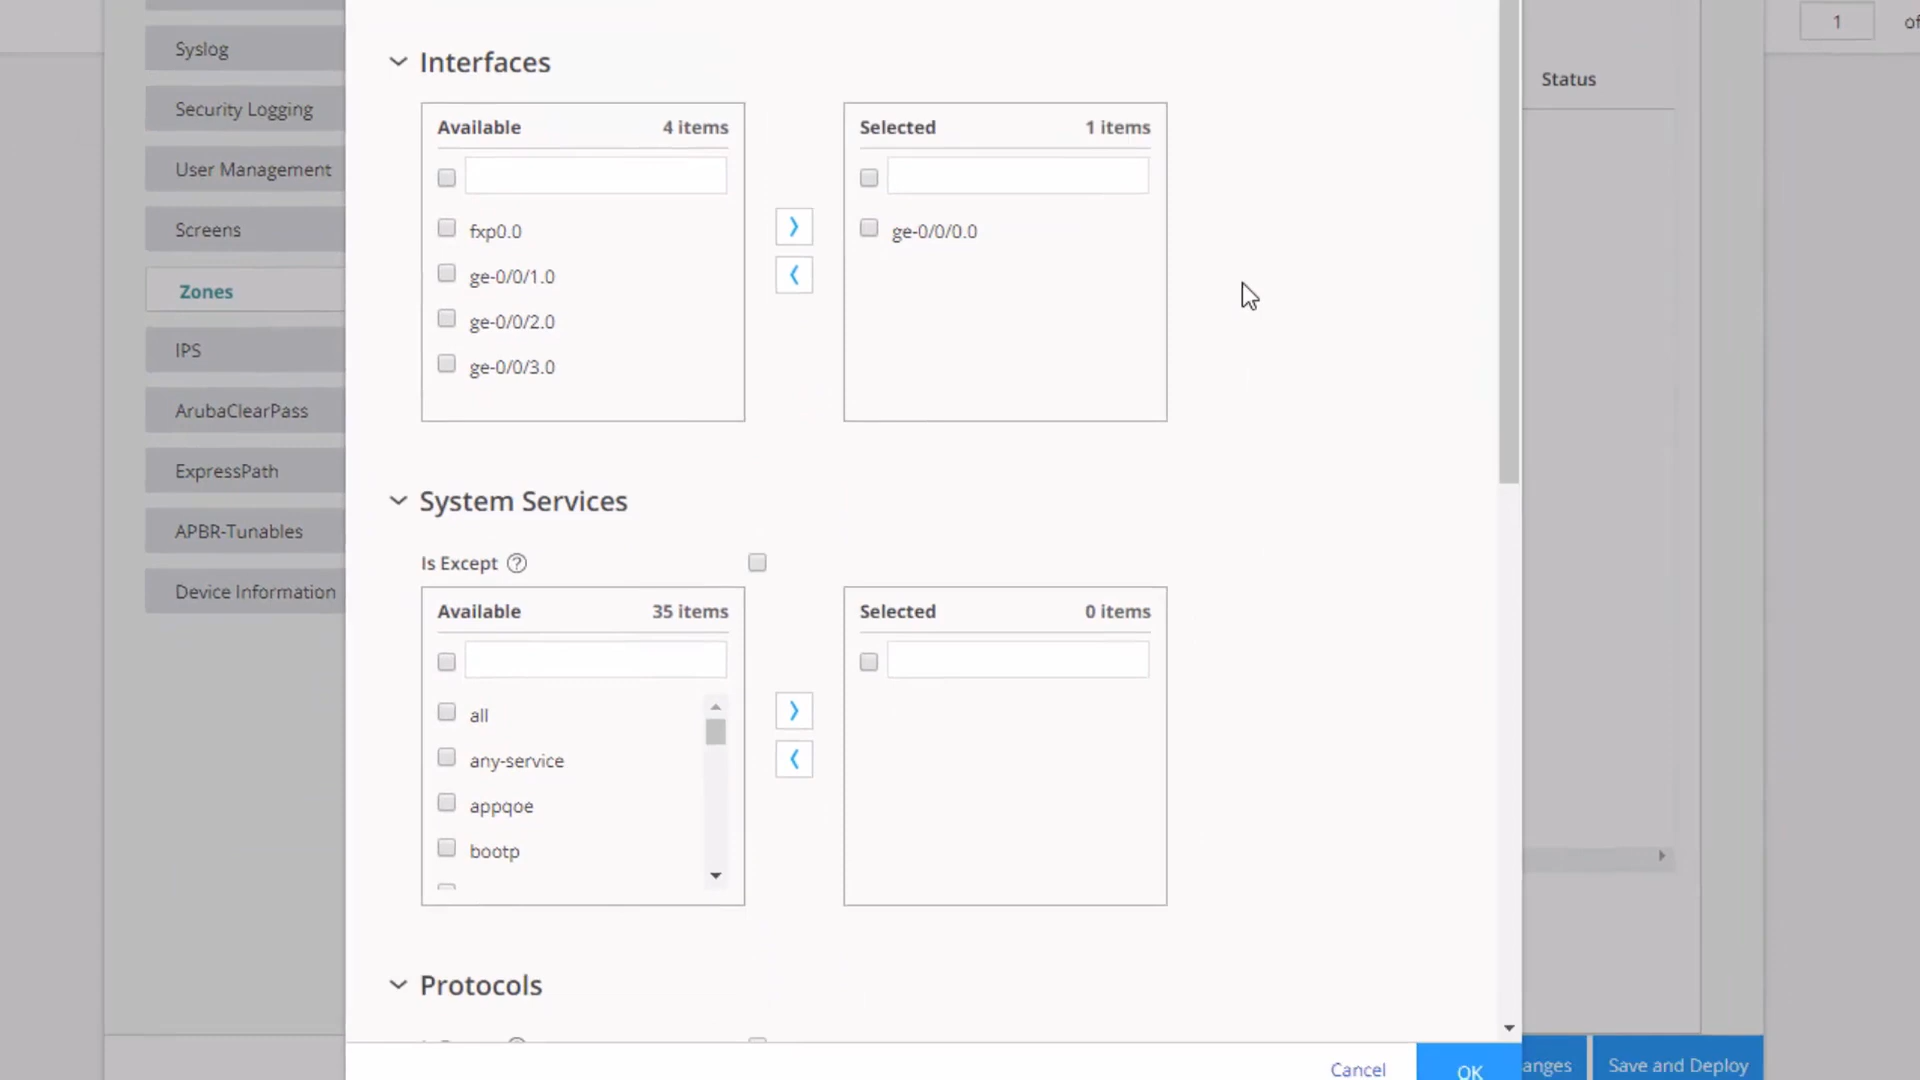 Syslog
Security Logging
User Management
Screens
Zones
IPS
ArubaClearPass
ExpressPath
APBR-Tunables
Device Information
Interfaces
Available 4 items
fxp0.0
ge-0/0/1.0
ge-0/0/2.0
ge-0/0/3.0
Selected 1 items
ge-0/0/0.0
System Services
Is Except ?
Available 35 items
all
any-service
appqoe
bootp
Selected 0 items
Protocols
Cancel
OK
1 of
Status
anges
Save and Deploy